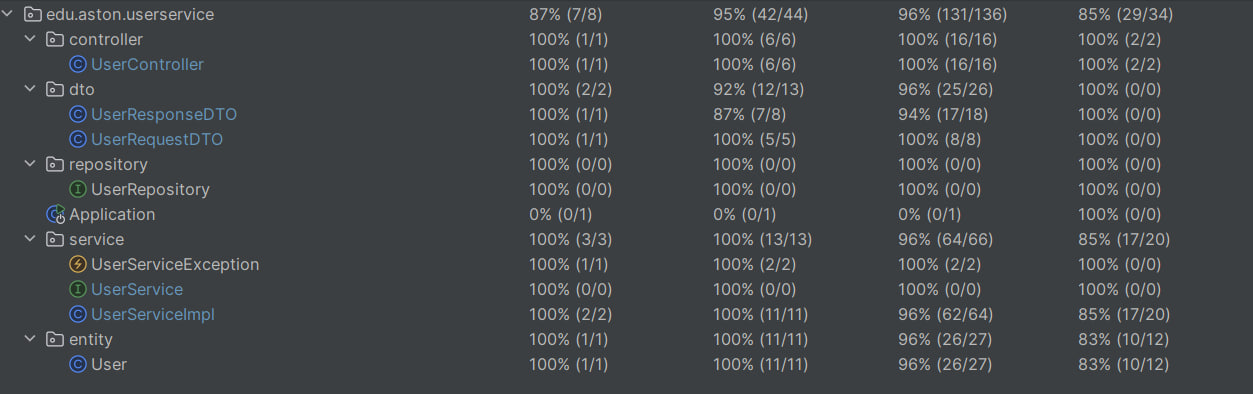 edu.aston.userservice 87% (7/8) 95% (42/44) 96% (131/136) 85% (29/34)
controller 100% (1/1) 100% (6/6) 100% (16/16) 100% (2/2)
UserController 100% (1/1) 100% (6/6) 100% (16/16) 100% (2/2)
dto 100% (2/2) 92% (12/13) 96% (25/26) 100% (0/0)
UserResponseDTO 100% (1/1) 87% (7/8) 94% (17/18) 100% (0/0)
UserRequestDTO 100% (1/1) 100% (5/5) 100% (8/8) 100% (0/0)
repository 100% (0/0) 100% (0/0) 100% (0/0) 100% (0/0)
UserRepository 100% (0/0) 100% (0/0) 100% (0/0) 100% (0/0)
Application 0% (0/1) 0% (0/1) 0% (0/1) 100% (0/0)
service 100% (3/3) 100% (13/13) 96% (64/66) 85% (17/20)
UserServiceException 100% (1/1) 100% (2/2) 100% (2/2) 100% (0/0)
UserService 100% (0/0) 100% (0/0) 100% (0/0) 100% (0/0)
UserServiceImpl 100% (2/2) 100% (11/11) 96% (62/64) 85% (17/20)
entity 100% (1/1) 100% (11/11) 96% (26/27) 83% (10/12)
User 100% (1/1) 100% (11/11) 96% (26/27) 83% (10/12)